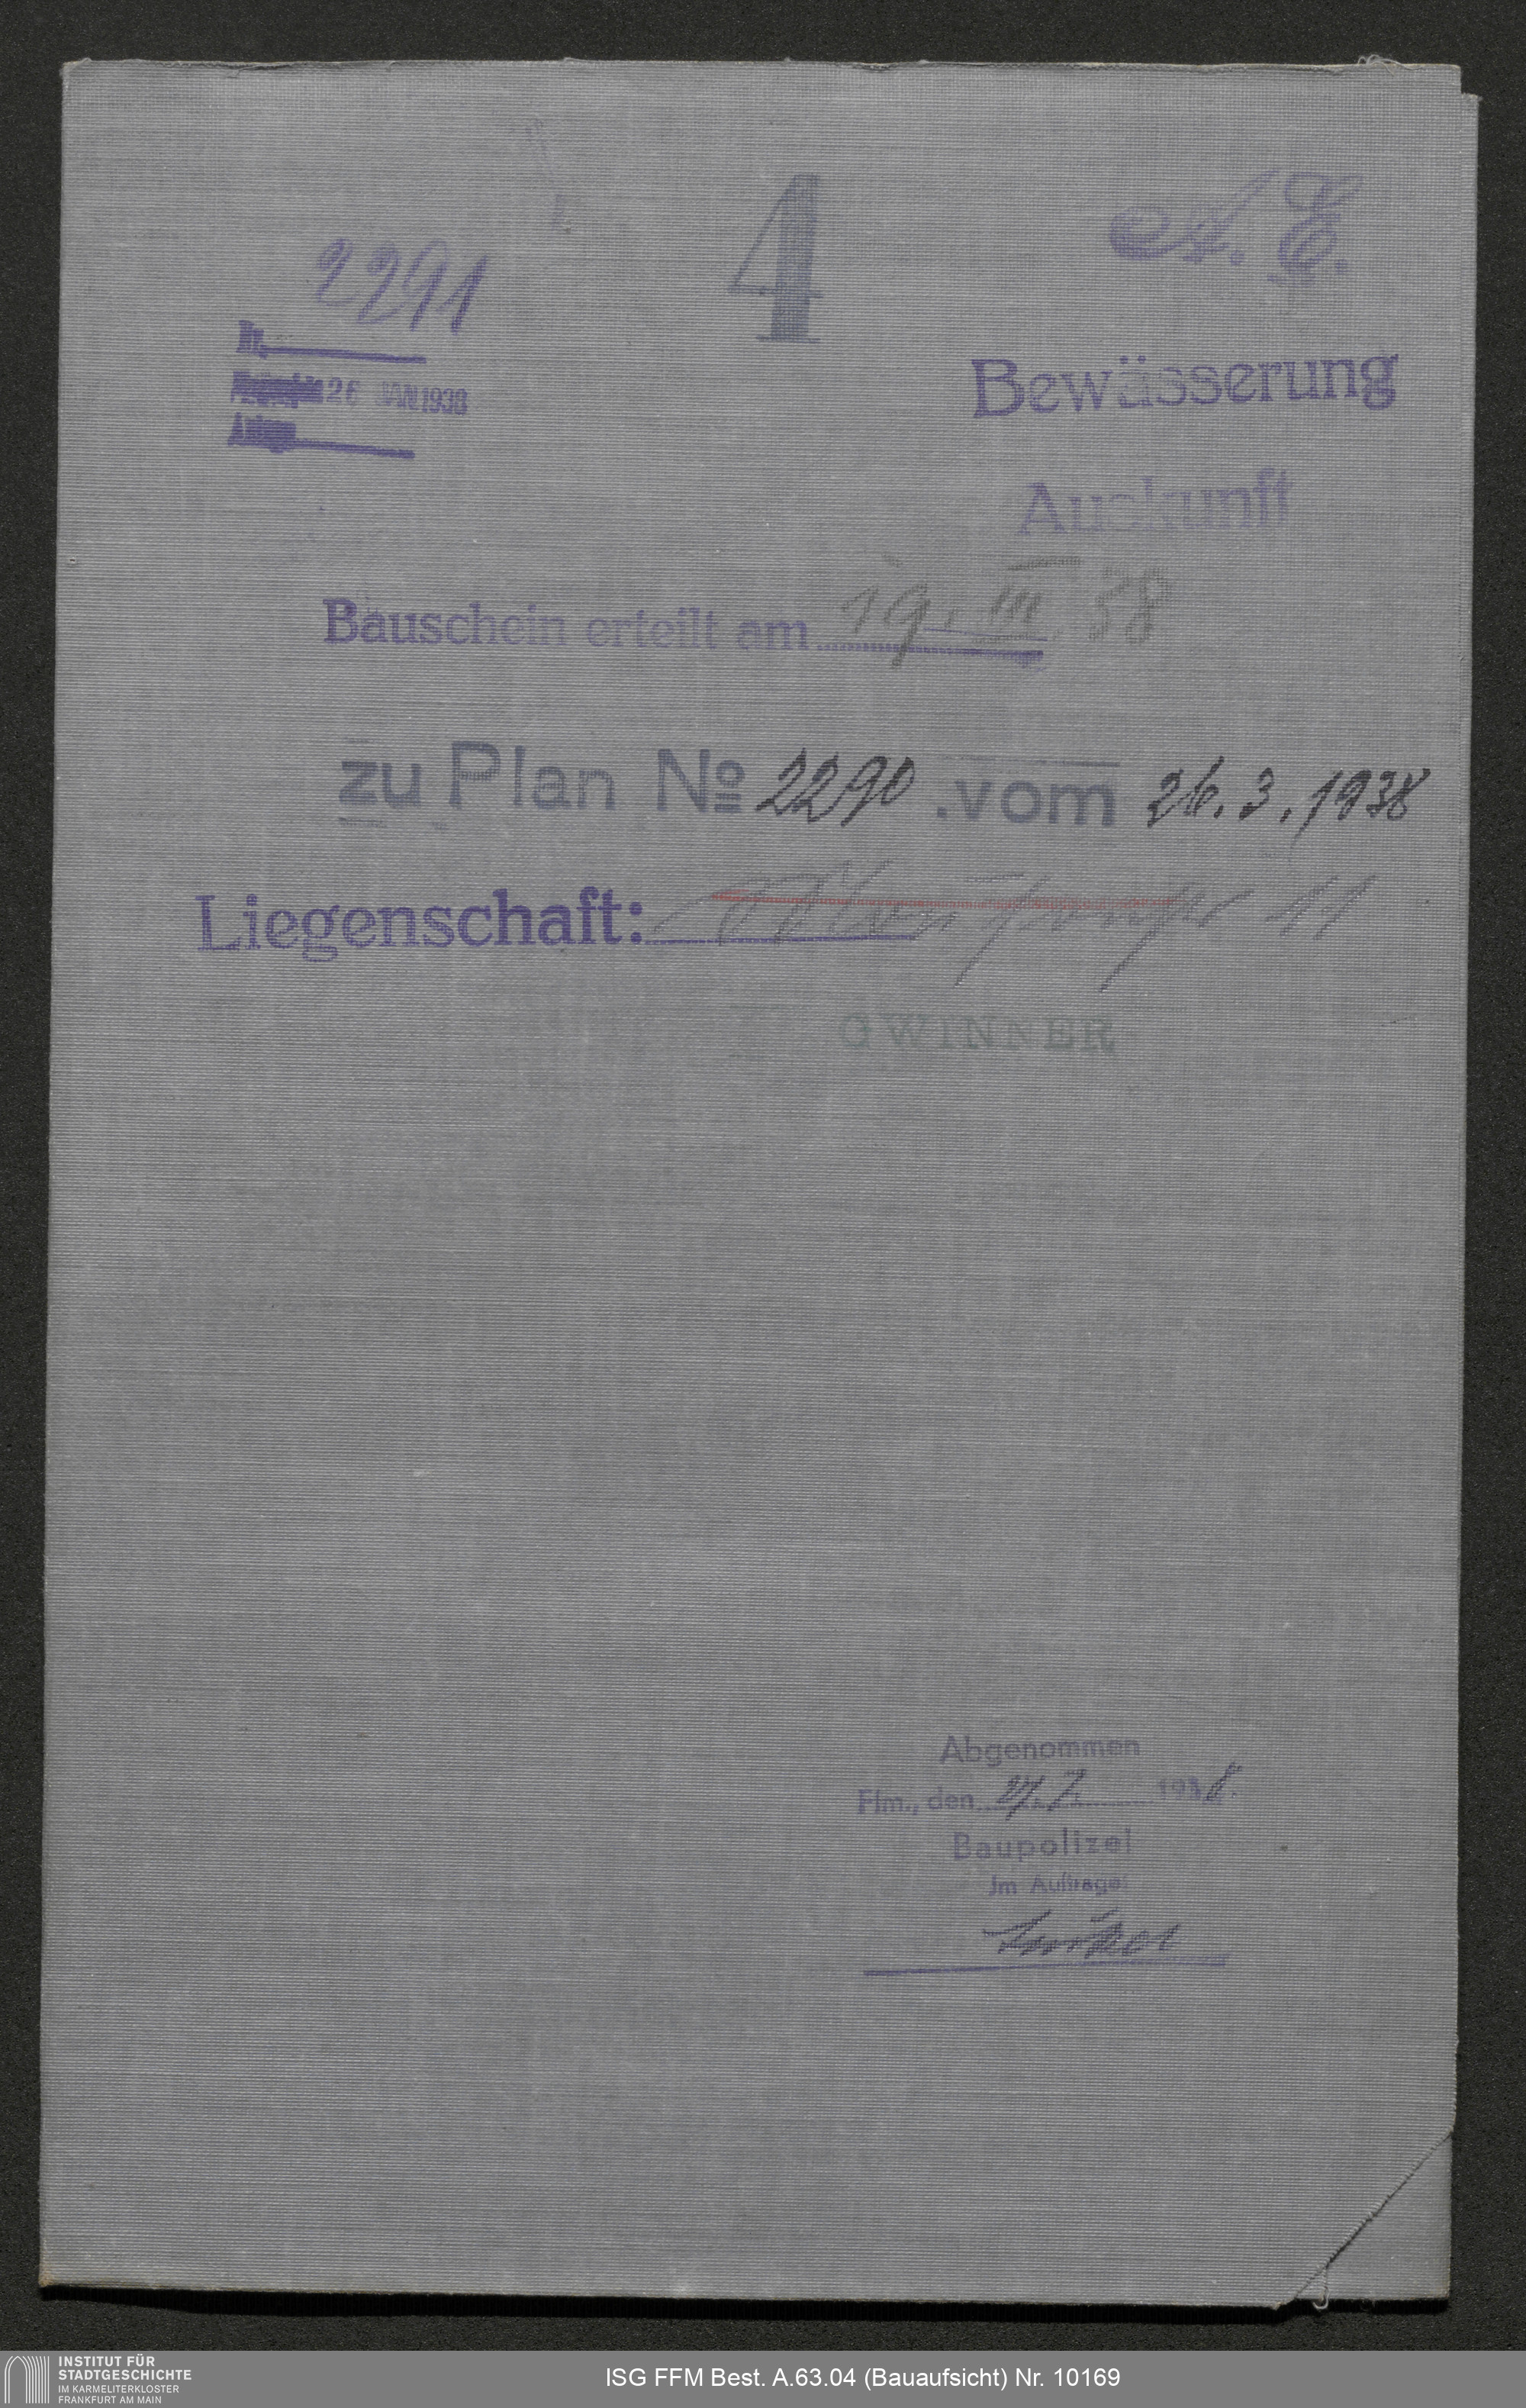 4
2291
Nr.
26 JAN 1938
Anlage
A. E.
Bewässerung
Auskunft
Bauschein erteilt am 19. III. 38
zu Plan № 2290 . vom 26.3.1938
Liegenschaft: 11
GWINNER
Abgenommen
Ffm., den 7. 1938.
Baupolizei
Im Auftrage:
INSTITUT FÜR
STADTGESCHICHTE
IM KARMELITERKLOSTER
FRANKFURT AM MAIN
ISG FFM Best. A.63.04 (Bauaufsicht) Nr. 10169